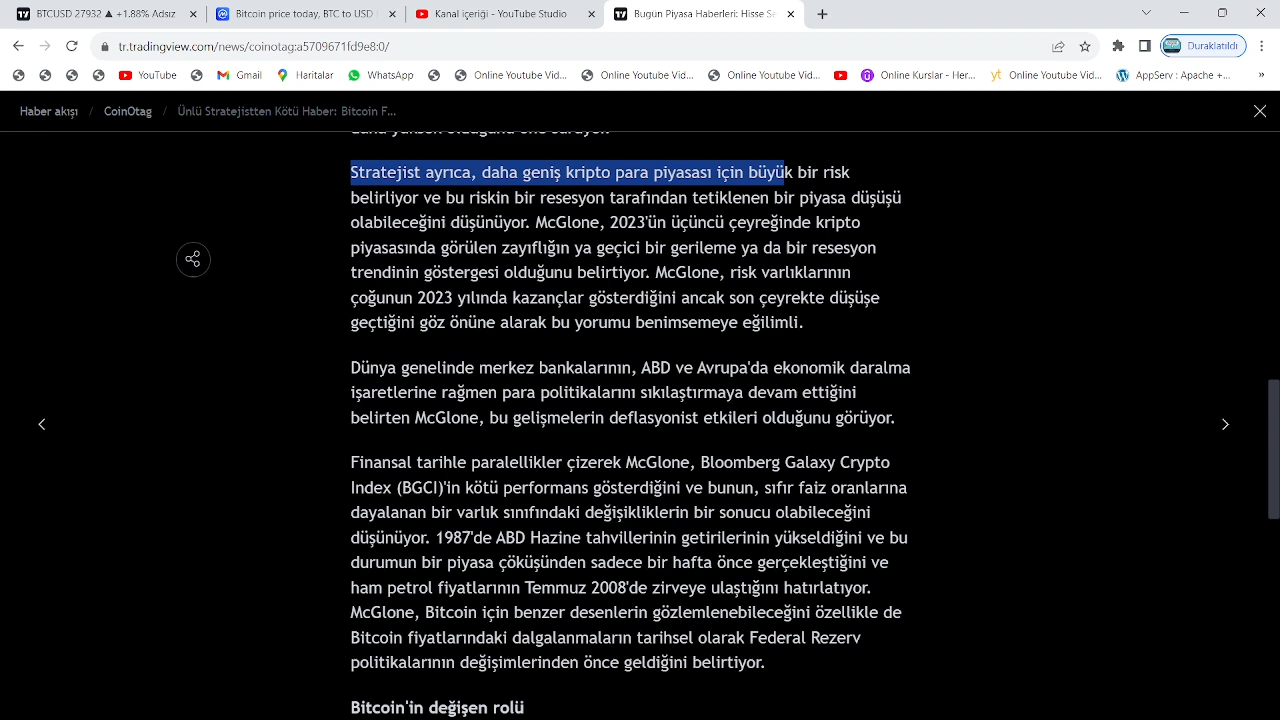 BTCUSD 27932 ▲ +1.88% Adsız
Bitcoin price today, BTC to USD
Kanal içeriği - YouTube Studio
Bugün Piyasa Haberleri: Hisse Se
tr.tradingview.com/news/coinotag:a5709671fd9e8:0/
Duraklatıldı
YouTube
Gmail
Haritalar
WhatsApp
Online Youtube Vid...
Online Youtube Vid...
Online Youtube Vid...
Online Kurslar - Her...
Online Youtube Vid...
AppServ : Apache +...
»
Haber akışı / CoinOtag / Ünlü Stratejistten Kötü Haber: Bitcoin F...
daha yüksek olduğunu öne sürüyor.
Stratejist ayrıca, daha geniş kripto para piyasası için büyük bir risk
belirliyor ve bu riskin bir resesyon tarafından tetiklenen bir piyasa düşüşü
olabileceğini düşünüyor. McGlone, 2023'ün üçüncü çeyreğinde kripto
piyasasında görülen zayıflığın ya geçici bir gerileme ya da bir resesyon
trendinin göstergesi olduğunu belirtiyor. McGlone, risk varlıklarının
çoğunun 2023 yılında kazançlar gösterdiğini ancak son çeyrekte düşüşe
geçtiğini göz önüne alarak bu yorumu benimsemeye eğilimli.
Dünya genelinde merkez bankalarının, ABD ve Avrupa'da ekonomik daralma
işaretlerine rağmen para politikalarını sıkılaştırmaya devam ettiğini
belirten McGlone, bu gelişmelerin deflasyonist etkileri olduğunu görüyor.
Finansal tarihle paralellikler çizerek McGlone, Bloomberg Galaxy Crypto
Index (BGCI)'in kötü performans gösterdiğini ve bunun, sıfır faiz oranlarına
dayalanan bir varlık sınıfındaki değişikliklerin bir sonucu olabileceğini
düşünüyor. 1987'de ABD Hazine tahvillerinin getirilerinin yükseldiğini ve bu
durumun bir piyasa çöküşünden sadece bir hafta önce gerçekleştiğini ve
ham petrol fiyatlarının Temmuz 2008'de zirveye ulaştığını hatırlatıyor.
McGlone, Bitcoin için benzer desenlerin gözlemlenebileceğini özellikle de
Bitcoin fiyatlarındaki dalgalanmaların tarihsel olarak Federal Rezerv
politikalarının değişimlerinden önce geldiğini belirtiyor.
Bitcoin'in değişen rolü